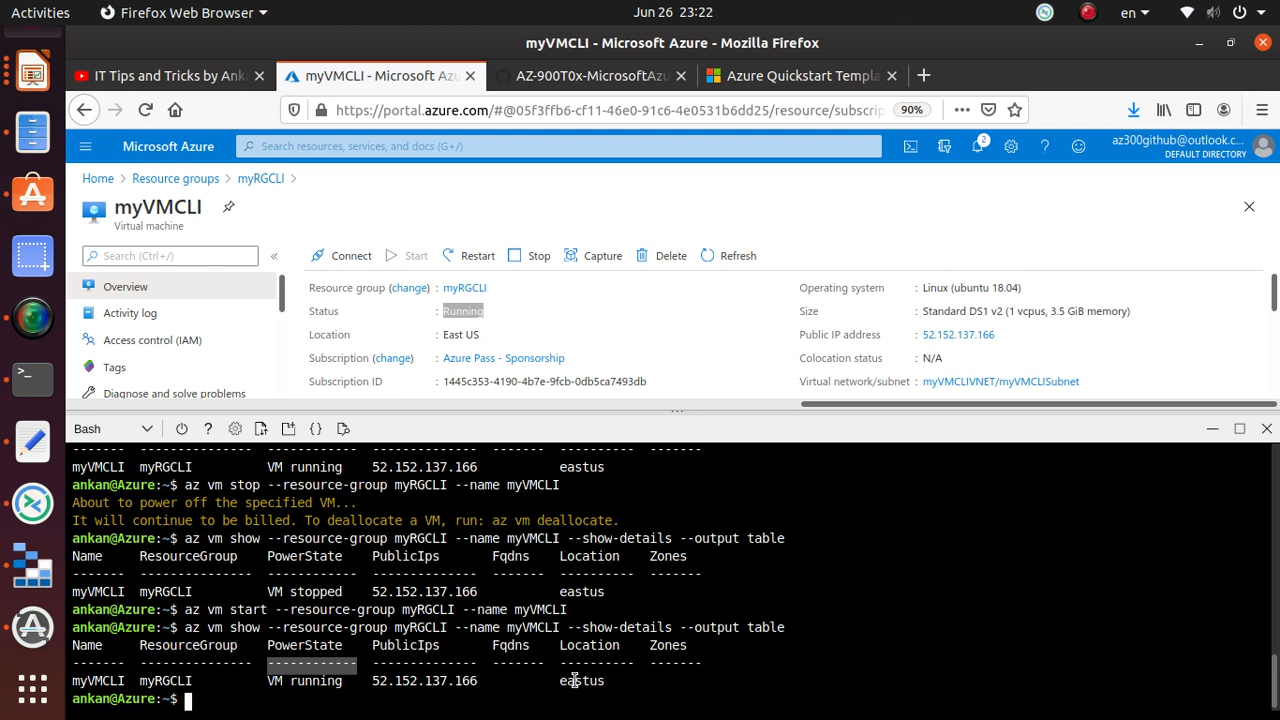 Activities Firefox Web Browser Jun 26 23:22 en
myVMCLI - Microsoft Azure - Mozilla Firefox
IT Tips and Tricks by Anka myVMCLI - Microsoft Azu AZ-900T0x-MicrosoftAzu Azure Quickstart Templa
https://portal.azure.com/#@05f3ffb6-cf11-46e0-91c6-4e0531b6dd25/resource/subscrip 90%
Microsoft Azure Search resources, services, and docs (G+/) 2 az300github@outlook.c...
DEFAULT DIRECTORY
Home > Resource groups > myRGCLI >
myVMCLI
Virtual machine
Search (Ctrl+/) « Connect Start Restart Stop Capture Delete Refresh
Overview
Activity log
Access control (IAM)
Tags
Diagnose and solve problems
Resource group (change) : myRGCLI
Status : Running
Location : East US
Subscription (change) : Azure Pass - Sponsorship
Subscription ID : 1445c353-4190-4b7e-9fcb-0db5ca7493db
Operating system : Linux (ubuntu 18.04)
Size : Standard DS1 v2 (1 vcpus, 3.5 GiB memory)
Public IP address : 52.152.137.166
Colocation status : N/A
Virtual network/subnet : myVMCLIVNET/myVMCLISubnet
Bash ? {}
------- --------------- ------------ -------------- ------- ---------- -------
myVMCLI myRGCLI VM running 52.152.137.166 eastus
ankan@Azure:~$ az vm stop --resource-group myRGCLI --name myVMCLI
About to power off the specified VM...
It will continue to be billed. To deallocate a VM, run: az vm deallocate.
ankan@Azure:~$ az vm show --resource-group myRGCLI --name myVMCLI --show-details --output table
Name ResourceGroup PowerState PublicIps Fqdns Location Zones
------- --------------- ------------ -------------- ------- ---------- -------
myVMCLI myRGCLI VM stopped 52.152.137.166 eastus
ankan@Azure:~$ az vm start --resource-group myRGCLI --name myVMCLI
ankan@Azure:~$ az vm show --resource-group myRGCLI --name myVMCLI --show-details --output table
Name ResourceGroup PowerState PublicIps Fqdns Location Zones
------- --------------- ------------ -------------- ------- ---------- -------
myVMCLI myRGCLI VM running 52.152.137.166 eastus
ankan@Azure:~$